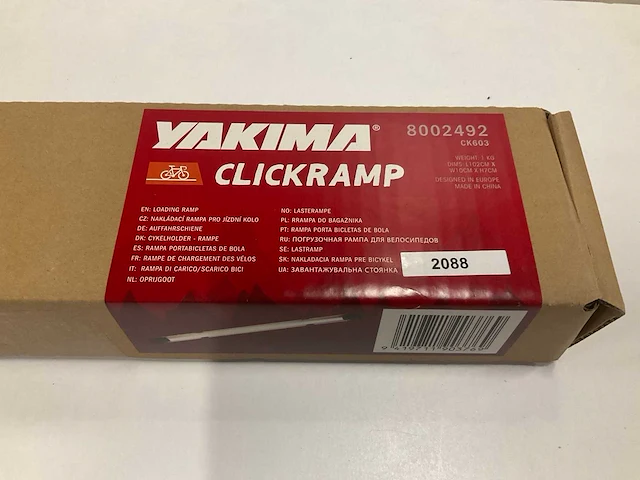 YAKIMA®
8002492
CK603
CLICKRAMP
WEIGHT: 1 KG
DIMS: L102CM X
W10CM X H7CM
DESIGNED IN EUROPE
MADE IN CHINA
EN: LOADING RAMP
CZ: NAKLÁDACÍ RAMPA PRO JÍZDNÍ KOLO
DE: AUFFAHRSCHIENE
DK: CYKELHOLDER - RAMPE
ES: RAMPA PORTABICLETAS DE BOLA
FR: RAMPE DE CHARGEMENT DES VÉLOS
IT: RAMPA DI CARICO/SCARICO BICI
NL: OPRIJGOOT
NO: LASTERAMPE
PL: RRAMPA DO BAGAŻNIKA
PT: RAMPA PORTA BICLETAS DE BOLA
RU: ПОГРУЗОЧНАЯ РАМПА ДЛЯ ВЕЛОСИПЕДОВ
SE: LASTRAMP
SK: NAKLADACIA RAMPA PRE BICYKEL
UA: ЗАВАНТАЖУВАЛЬНА СТОЯНКА
2088